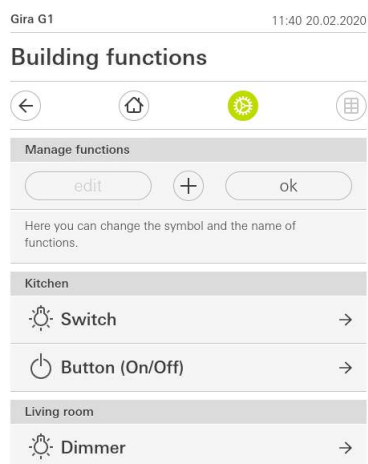 Gira G1
11:40 20.02.2020
Building functions
Manage functions
edit
ok
Here you can change the symbol and the name of
functions.
Kitchen
Switch
Button (On/Off)
Living room
Dimmer